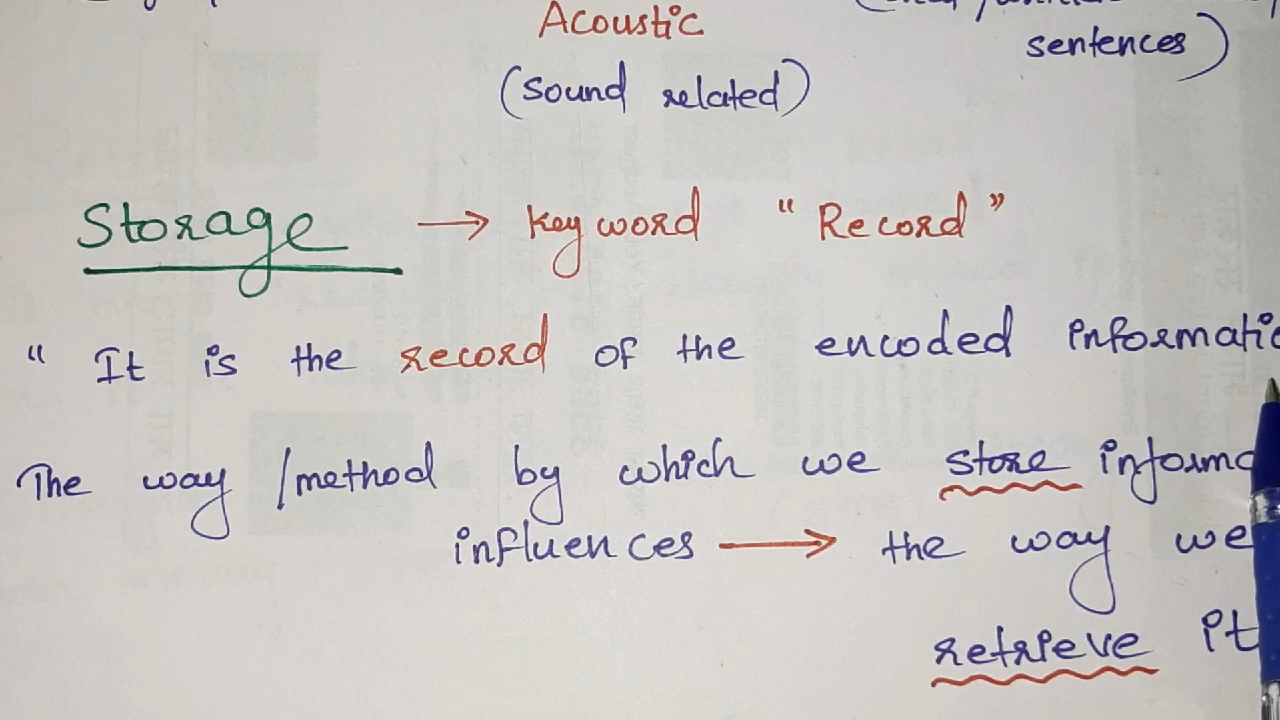 Acoustic
(sound related)
sentences)
Storage → keyword "Record"
" It is the record of the encoded
The way /method by which we store
influences → the way we
retrieve it